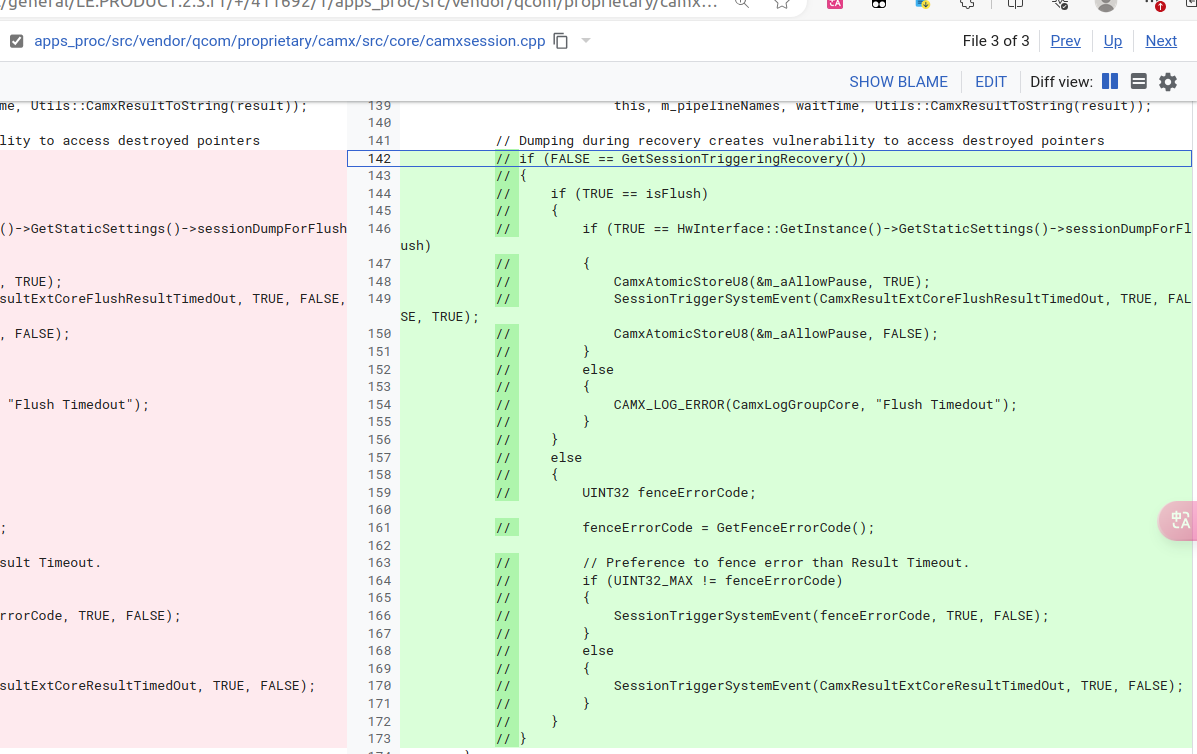 /general/LE.PRODUCT.2.3.r1/+/411692/1/apps_proc/src/vendor/qcom/proprietary/camx...
apps_proc/src/vendor/qcom/proprietary/camx/src/core/camxsession.cpp
File 3 of 3 Prev Up Next
SHOW BLAME EDIT Diff view:
me, Utils::CamxResultToString(result)); 139 this, m_pipelineNames, waitTime, Utils::CamxResultToString(result));
140
lity to access destroyed pointers 141 // Dumping during recovery creates vulnerability to access destroyed pointers
142 // if (FALSE == GetSessionTriggeringRecovery())
143 // {
144 //     if (TRUE == isFlush)
145 //     {
()->GetStaticSettings()->sessionDumpForFlush 146 //         if (TRUE == HwInterface::GetInstance()->GetStaticSettings()->sessionDumpForFl
ush)
147 //         {
, TRUE); 148 //             CamxAtomicStoreU8(&m_aAllowPause, TRUE);
sultExtCoreFlushResultTimedOut, TRUE, FALSE, 149 //             SessionTriggerSystemEvent(CamxResultExtCoreFlushResultTimedOut, TRUE, FAL
SE, TRUE);
, FALSE); 150 //             CamxAtomicStoreU8(&m_aAllowPause, FALSE);
151 //         }
152 //         else
153 //         {
"Flush Timedout"); 154 //             CAMX_LOG_ERROR(CamxLogGroupCore, "Flush Timedout");
155 //         }
156 //     }
157 //     else
158 //     {
159 //         UINT32 fenceErrorCode;
160
; 161 //         fenceErrorCode = GetFenceErrorCode();
162
sult Timeout. 163 //         // Preference to fence error than Result Timeout.
164 //         if (UINT32_MAX != fenceErrorCode)
165 //         {
rrorCode, TRUE, FALSE); 166 //             SessionTriggerSystemEvent(fenceErrorCode, TRUE, FALSE);
167 //         }
168 //         else
169 //         {
sultExtCoreResultTimedOut, TRUE, FALSE); 170 //             SessionTriggerSystemEvent(CamxResultExtCoreResultTimedOut, TRUE, FALSE);
171 //         }
172 //     }
173 // }